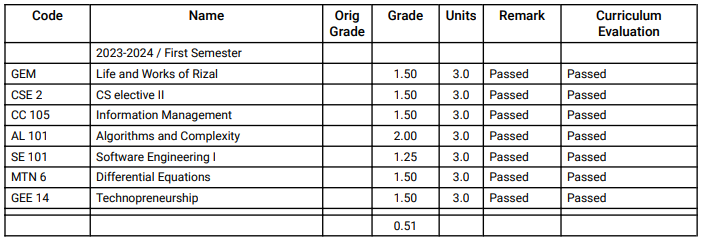 Code Name Orig Grade Grade Units Remark Curriculum Evaluation
2023-2024 / First Semester
GEM Life and Works of Rizal 1.50 3.0 Passed Passed
CSE 2 CS elective II 1.50 3.0 Passed Passed
CC 105 Information Management 1.50 3.0 Passed Passed
AL 101 Algorithms and Complexity 2.00 3.0 Passed Passed
SE 101 Software Engineering I 1.25 3.0 Passed Passed
MTN 6 Differential Equations 1.50 3.0 Passed Passed
GEE 14 Technopreneurship 1.50 3.0 Passed Passed
0.51